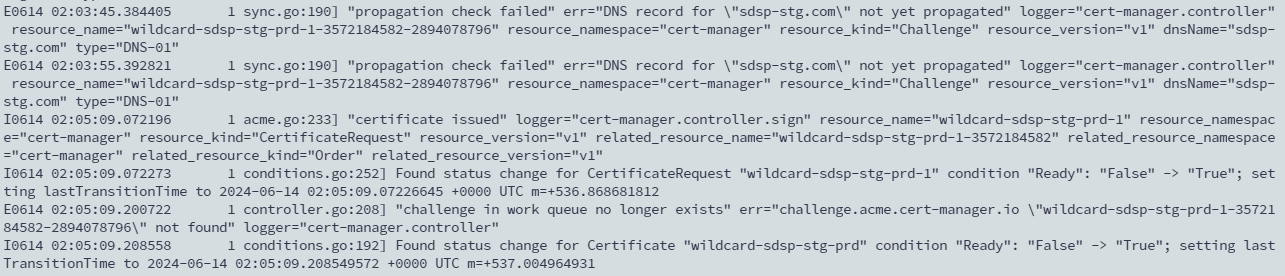 E0614 02:03:45.384405       1 sync.go:190] "propagation check failed" err="DNS record for \"sdsp-stg.com\" not yet propagated" logger="cert-manager.controller"
 resource_name="wildcard-sdsp-stg-prd-1-3572184582-2894078796" resource_namespace="cert-manager" resource_kind="Challenge" resource_version="v1" dnsName="sdsp-
stg.com" type="DNS-01"
E0614 02:03:55.392821       1 sync.go:190] "propagation check failed" err="DNS record for \"sdsp-stg.com\" not yet propagated" logger="cert-manager.controller"
 resource_name="wildcard-sdsp-stg-prd-1-3572184582-2894078796" resource_namespace="cert-manager" resource_kind="Challenge" resource_version="v1" dnsName="sdsp-
stg.com" type="DNS-01"
I0614 02:05:09.072196       1 acme.go:233] "certificate issued" logger="cert-manager.controller.sign" resource_name="wildcard-sdsp-stg-prd-1" resource_namespac
e="cert-manager" resource_kind="CertificateRequest" resource_version="v1" related_resource_name="wildcard-sdsp-stg-prd-1-3572184582" related_resource_namespace
="cert-manager" related_resource_kind="Order" related_resource_version="v1"
I0614 02:05:09.072273       1 conditions.go:252] Found status change for CertificateRequest "wildcard-sdsp-stg-prd-1" condition "Ready": "False" -> "True"; set
ting lastTransitionTime to 2024-06-14 02:05:09.07226645 +0000 UTC m=+536.868681812
E0614 02:05:09.200722       1 controller.go:208] "challenge in work queue no longer exists" err="challenge.acme.cert-manager.io \"wildcard-sdsp-stg-prd-1-35721
84582-2894078796\" not found" logger="cert-manager.controller"
I0614 02:05:09.208558       1 conditions.go:192] Found status change for Certificate "wildcard-sdsp-stg-prd" condition "Ready": "False" -> "True"; setting last
TransitionTime to 2024-06-14 02:05:09.208549572 +0000 UTC m=+537.004964931